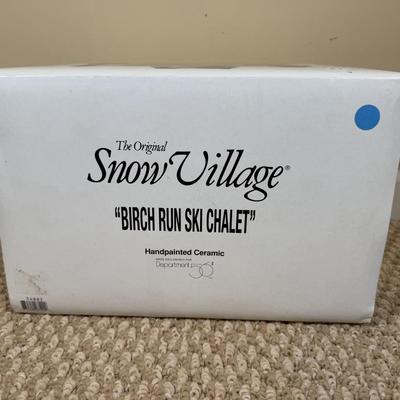 The Original
Snow Village®
"BIRCH RUN SKI CHALET"
Handpainted Ceramic
Department 56®